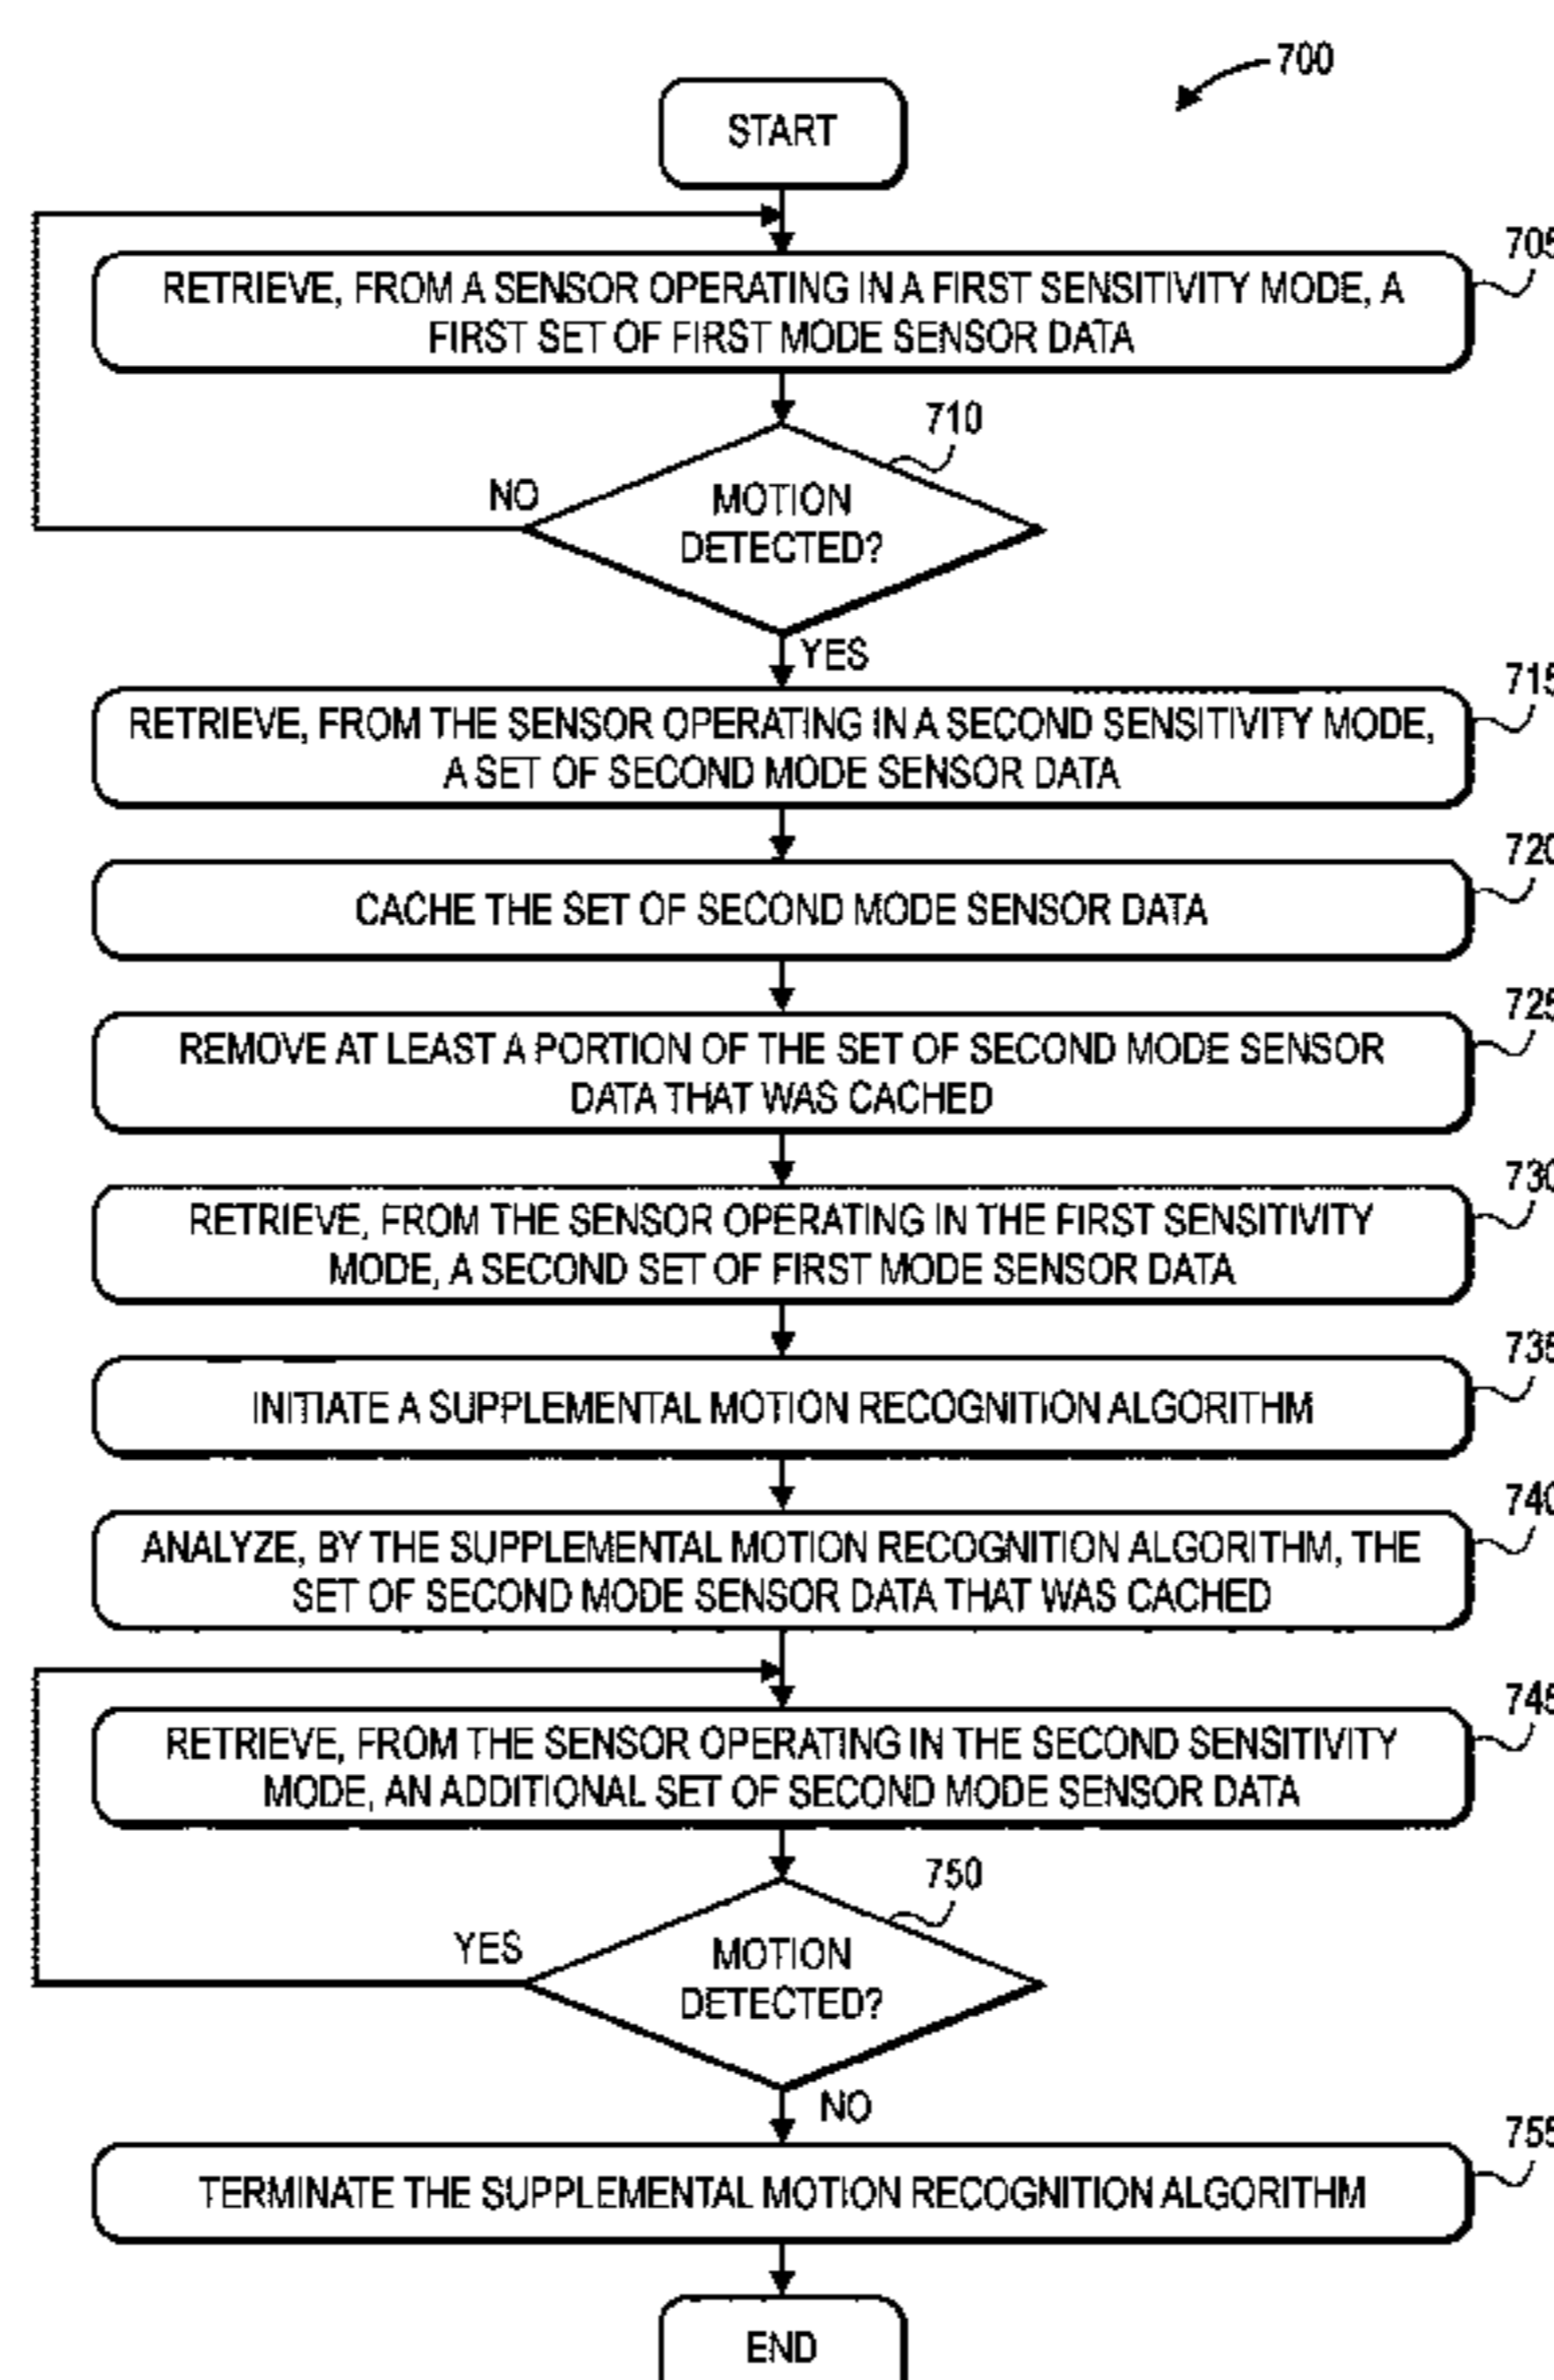 700
START
705
RETRIEVE, FROM A SENSOR OPERATING IN A FIRST SENSITIVITY MODE, A
FIRST SET OF FIRST MODE SENSOR DATA
710
NO
MOTION
DETECTED?
YES
715
RETRIEVE, FROM THE SENSOR OPERATING IN A SECOND SENSITIVITY MODE,
A SET OF SECOND MODE SENSOR DATA
720
CACHE THE SET OF SECOND MODE SENSOR DATA
725
REMOVE AT LEAST A PORTION OF THE SET OF SECOND MODE SENSOR
DATA THAT WAS CACHED
730
RETRIEVE, FROM THE SENSOR OPERATING IN THE FIRST SENSITIVITY
MODE, A SECOND SET OF FIRST MODE SENSOR DATA
735
INITIATE A SUPPLEMENTAL MOTION RECOGNITION ALGORITHM
740
ANALYZE, BY THE SUPPLEMENTAL MOTION RECOGNITION ALGORITHM, THE
SET OF SECOND MODE SENSOR DATA THAT WAS CACHED
745
RETRIEVE, FROM THE SENSOR OPERATING IN THE SECOND SENSITIVITY
MODE, AN ADDITIONAL SET OF SECOND MODE SENSOR DATA
750
YES
MOTION
DETECTED?
NO
755
TERMINATE THE SUPPLEMENTAL MOTION RECOGNITION ALGORITHM
END